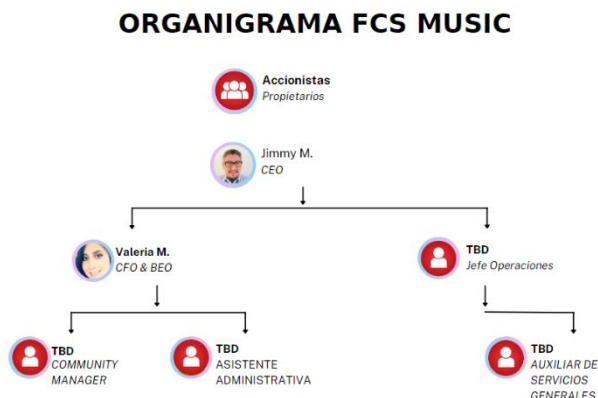 ORGANIGRAMA FCS MUSIC
Accionistas
Propietarios
Jimmy M.
CEO
Valeria M.
CFO & BEO
TBD
Jefe Operaciones
TBD
COMMUNITY
MANAGER
TBD
ASISTENTE
ADMINISTRATIVA
TBD
AUXILIAR DE
SERVICIOS
GENERALES